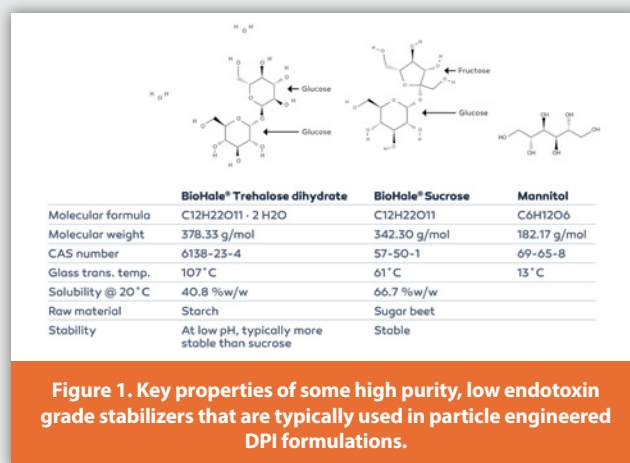 Glucose
Glucose
Fructose
Glucose
BioHale® Trehalose dihydrate BioHale® Sucrose Mannitol
Molecular formula C12H22O11 · 2 H2O C12H22O11 C6H12O6
Molecular weight 378.33 g/mol 342.30 g/mol 182.17 g/mol
CAS number 6138-23-4 57-50-1 69-65-8
Glass trans. temp. 107°C 61°C 13°C
Solubility @ 20°C 40.8 %w/w 66.7 %w/w
Raw material Starch Sugar beet
Stability At low pH, typically more Stable
stable than sucrose
Figure 1. Key properties of some high purity, low endotoxin
grade stabilizers that are typically used in particle engineered
DPI formulations.